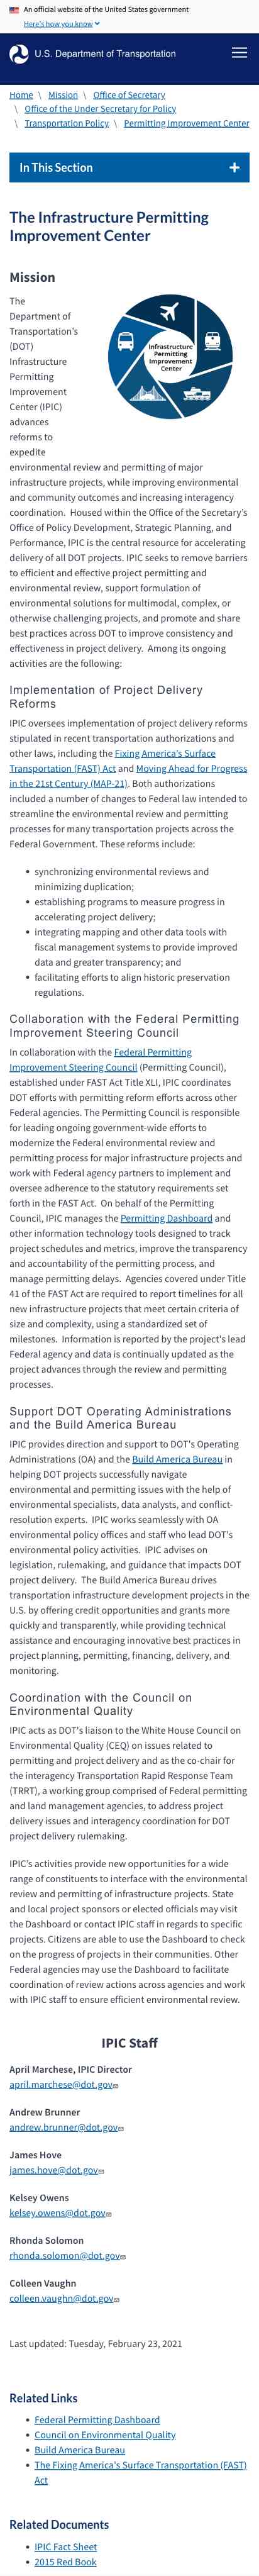 An official website of the United States government
Here's how you know
U.S. Department of Transportation
Home \ Mission \ Office of Secretary
\ Office of the Under Secretary for Policy
\ Transportation Policy \ Permitting Improvement Center
In This Section
The Infrastructure Permitting
Improvement Center
Mission
The
Department of
Transportation's
(DOT)
Infrastructure
Permitting
Improvement
Center (IPIC)
advances
reforms to
expedite
Infrastructure
Permitting
Improvement
Center
environmental review and permitting of major
infrastructure projects, while improving environmental
and community outcomes and increasing interagency
coordination.  Housed within the Office of the Secretary's
Office of Policy Development, Strategic Planning, and
Performance, IPIC is the central resource for accelerating
delivery of all DOT projects. IPIC seeks to remove barriers
to efficient and effective project permitting and
environmental review, support formulation of
environmental solutions for multimodal, complex, or
otherwise challenging projects, and promote and share
best practices across DOT to improve consistency and
effectiveness in project delivery.  Among its ongoing
activities are the following:
Implementation of Project Delivery
Reforms
IPIC oversees implementation of project delivery reforms
stipulated in recent transportation authorizations and
other laws, including the Fixing America's Surface
Transportation (FAST) Act and Moving Ahead for Progress
in the 21st Century (MAP-21). Both authorizations
included a number of changes to Federal law intended to
streamline the environmental review and permitting
processes for many transportation projects across the
Federal Government. These reforms include:
• synchronizing environmental reviews and
minimizing duplication;
• establishing programs to measure progress in
accelerating project delivery;
• integrating mapping and other data tools with
fiscal management systems to provide improved
data and greater transparency; and
• facilitating efforts to align historic preservation
regulations.
Collaboration with the Federal Permitting
Improvement Steering Council
In collaboration with the Federal Permitting
Improvement Steering Council (Permitting Council),
established under FAST Act Title XLI, IPIC coordinates
DOT efforts with permitting reform efforts across other
Federal agencies. The Permitting Council is responsible
for leading ongoing government-wide efforts to
modernize the Federal environmental review and
permitting process for major infrastructure projects and
work with Federal agency partners to implement and
oversee adherence to the statutory requirements set
forth in the FAST Act.  On behalf of the Permitting
Council, IPIC manages the Permitting Dashboard and
other information technology tools designed to track
project schedules and metrics, improve the transparency
and accountability of the permitting process, and
manage permitting delays.  Agencies covered under Title
41 of the FAST Act are required to report timelines for all
new infrastructure projects that meet certain criteria of
size and complexity, using a standardized set of
milestones.  Information is reported by the project's lead
Federal agency and data is continually updated as the
project advances through the review and permitting
processes.
Support DOT Operating Administrations
and the Build America Bureau
IPIC provides direction and support to DOT's Operating
Administrations (OA) and the Build America Bureau in
helping DOT projects successfully navigate
environmental and permitting issues with the help of
environmental specialists, data analysts, and conflict-
resolution experts.  IPIC works seamlessly with OA
environmental policy offices and staff who lead DOT's
environmental policy activities.  IPIC advises on
legislation, rulemaking, and guidance that impacts DOT
project delivery.  The Build America Bureau drives
transportation infrastructure development projects in the
U.S. by offering credit opportunities and grants more
quickly and transparently, while providing technical
assistance and encouraging innovative best practices in
project planning, permitting, financing, delivery, and
monitoring.
Coordination with the Council on
Environmental Quality
IPIC acts as DOT's liaison to the White House Council on
Environmental Quality (CEQ) on issues related to
permitting and project delivery and as the co-chair for
the interagency Transportation Rapid Response Team
(TRRT), a working group comprised of Federal permitting
and land management agencies, to address project
delivery issues and interagency coordination for DOT
project delivery rulemaking.
IPIC's activities provide new opportunities for a wide
range of constituents to interface with the environmental
review and permitting of infrastructure projects. State
and local project sponsors or elected officials may visit
the Dashboard or contact IPIC staff in regards to specific
projects. Citizens are able to use the Dashboard to check
on the progress of projects in their communities. Other
Federal agencies may use the Dashboard to facilitate
coordination of review actions across agencies and work
with IPIC staff to ensure efficient environmental review.
IPIC Staff
April Marchese, IPIC Director
april.marchese@dot.gov
Andrew Brunner
andrew.brunner@dot.gov
James Hove
james.hove@dot.gov
Kelsey Owens
kelsey.owens@dot.gov
Rhonda Solomon
rhonda.solomon@dot.gov
Colleen Vaughn
colleen.vaughn@dot.gov
Last updated: Tuesday, February 23, 2021
Related Links
• Federal Permitting Dashboard
• Council on Environmental Quality
• Build America Bureau
• The Fixing America's Surface Transportation (FAST)
Act
Related Documents
• IPIC Fact Sheet
• 2015 Red Book